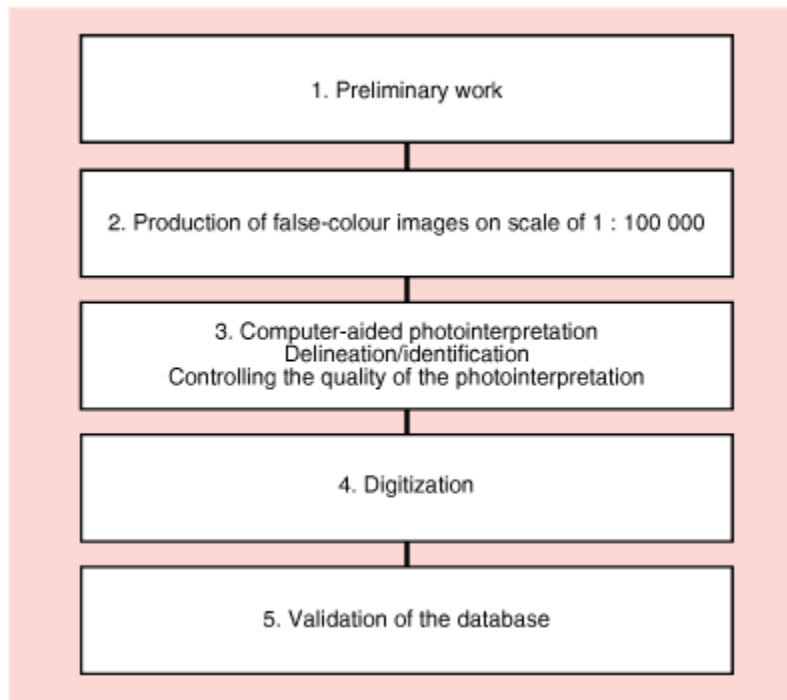 1. Preliminary work
2. Production of false-colour images on scale of 1 : 100 000
3. Computer-aided photointerpretation
Delineation/identification
Controlling the quality of the photointerpretation
4. Digitization
5. Validation of the database